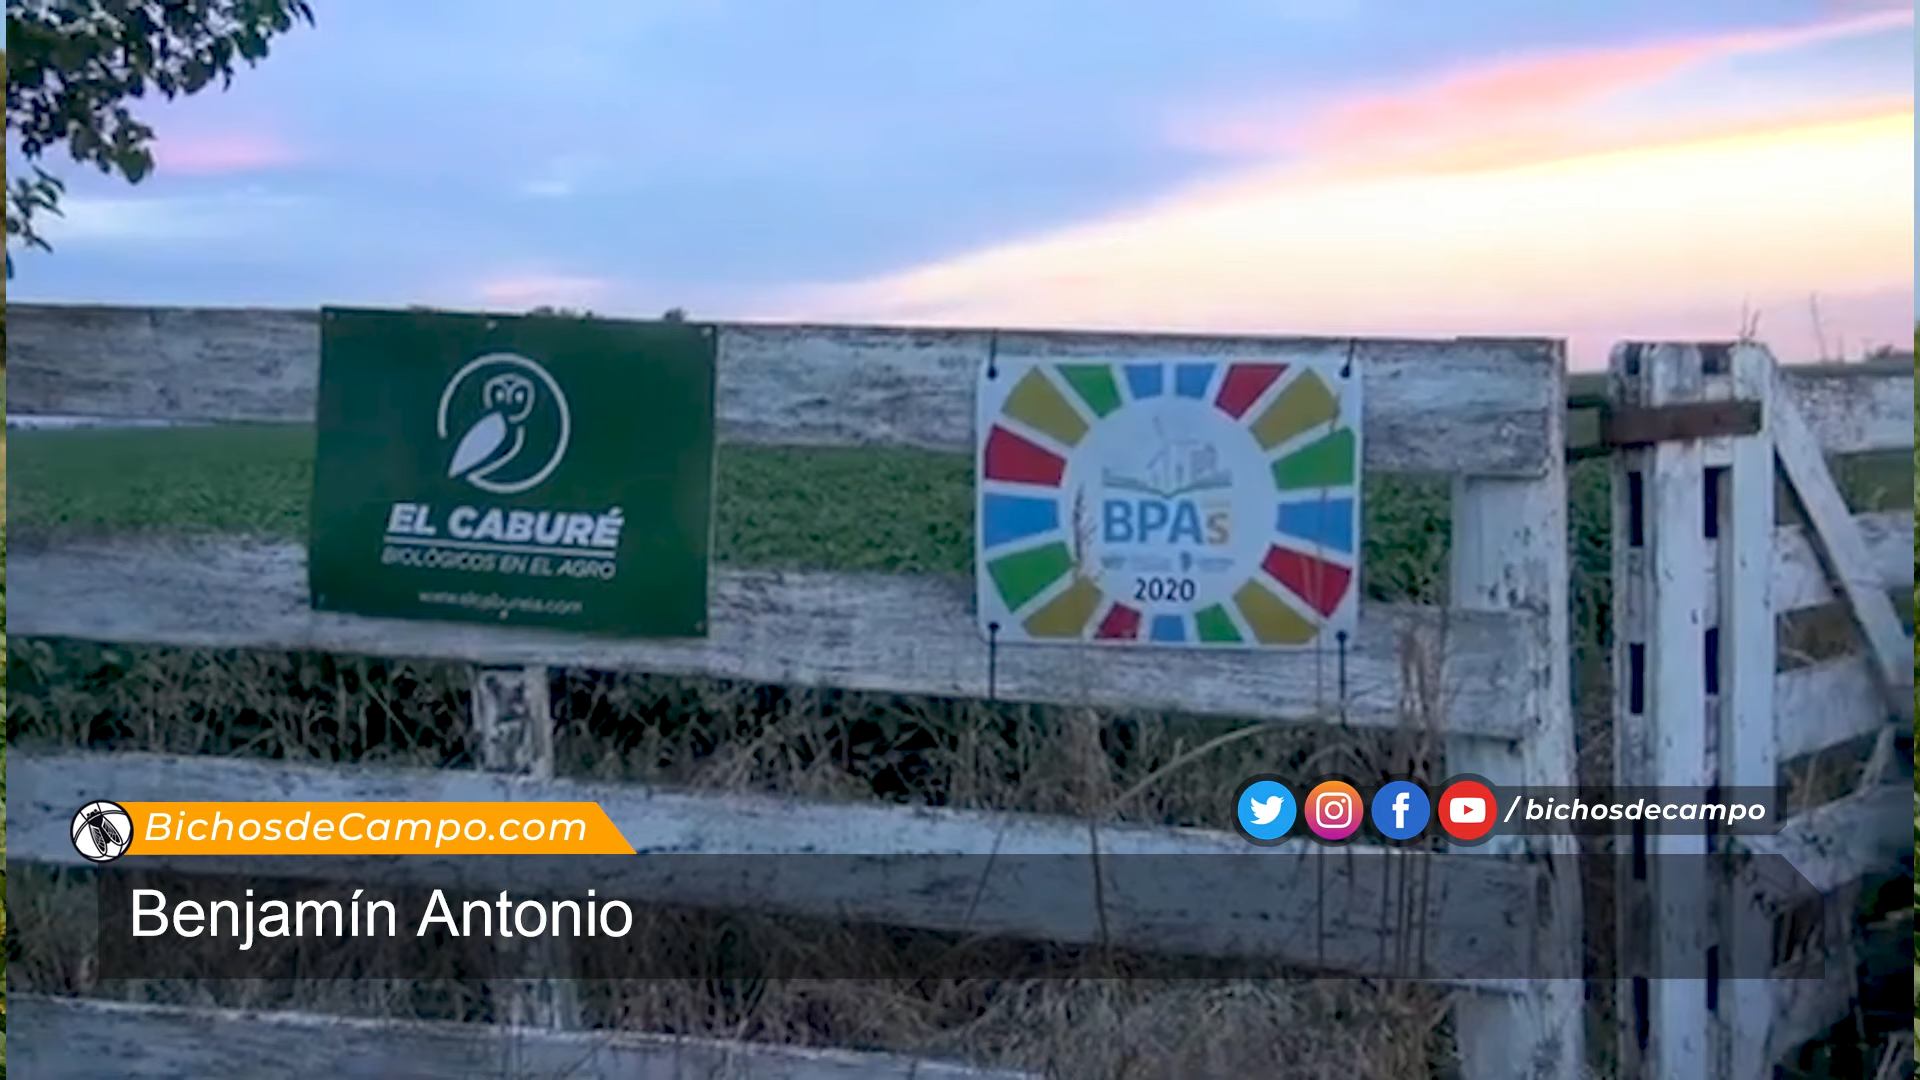 EL CABURÉ
BIOLÓGICOS EN EL AGRO
BPAs
2020
BichosdeCampo.com
/ bichosdecampo
Benjamín Antonio